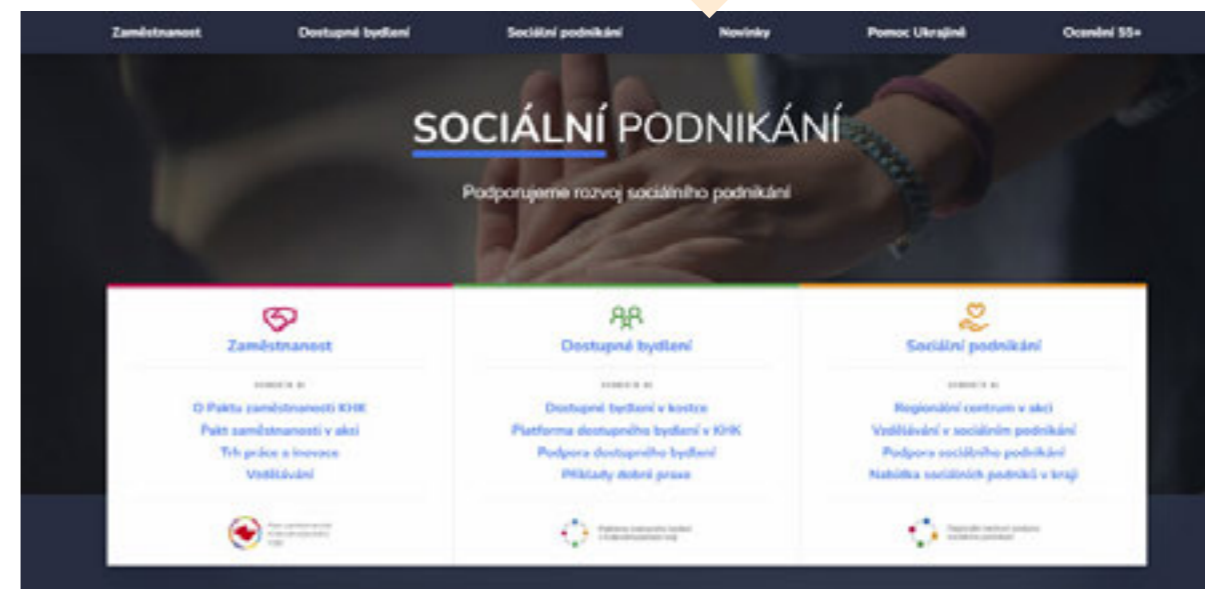 Zaměstnanost Dostupné bydlení Sociální podnikání Novinky Pomoc Ukrajině Ocenění 55+
SOCIÁLNÍ PODNIKÁNÍ
Podporujeme rozvoj sociálního podnikání
Zaměstnanost
O Paktu zaměstnanosti KHK
Pakt zaměstnanosti v akci
Trh práce a inovace
Vzdělávání
Dostupné bydlení
Dostupné bydlení v kostce
Platforma dostupného bydlení v KHK
Podpora dostupného bydlení
Příklady dobré praxe
Sociální podnikání
Regionální centrum v akci
Vzdělávání v sociálním podnikání
Podpora sociálního podnikání
Nabídka sociálních podniků v kraji